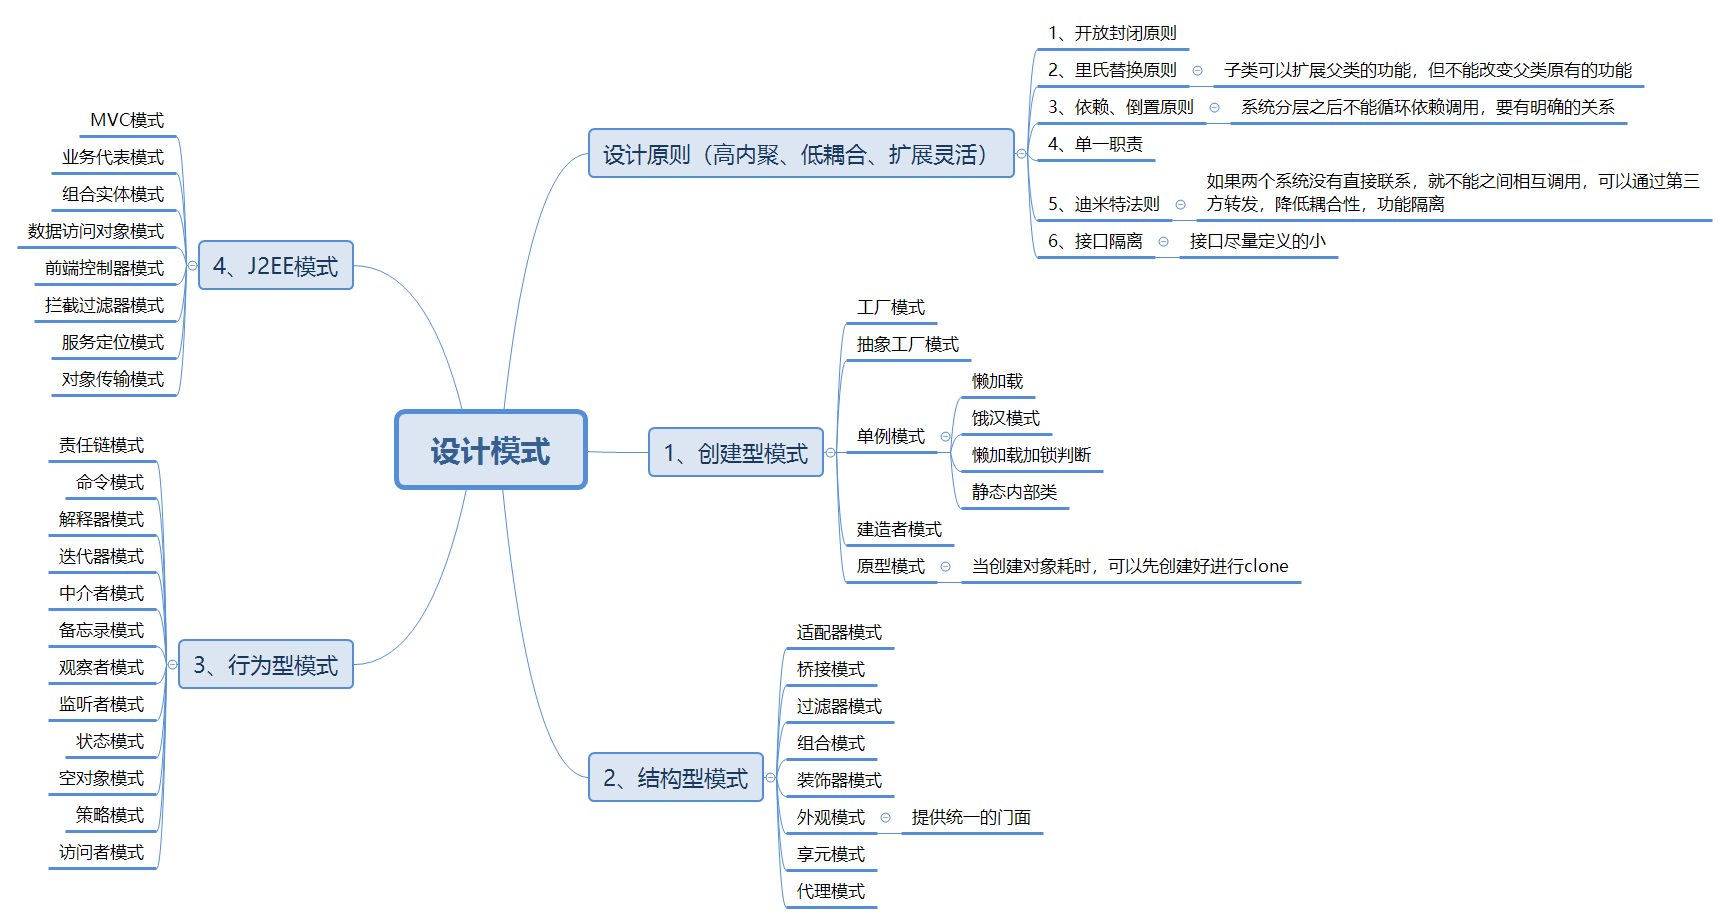 设计模式
设计原则（高内聚、低耦合、扩展灵活）
1、开放封闭原则
2、里氏替换原则
子类可以扩展父类的功能，但不能改变父类原有的功能
3、依赖、倒置原则
系统分层之后不能循环依赖调用，要有明确的关系
4、单一职责
5、迪米特法则
如果两个系统没有直接联系，就不能之间相互调用，可以通过第三
方转发，降低耦合性，功能隔离
6、接口隔离
接口尽量定义的小
1、创建型模式
工厂模式
抽象工厂模式
单例模式
懒加载
饿汉模式
懒加载加锁判断
静态内部类
建造者模式
原型模式
当创建对象耗时，可以先创建好进行clone
2、结构型模式
适配器模式
桥接模式
过滤器模式
组合模式
装饰器模式
外观模式
提供统一的门面
享元模式
代理模式
3、行为型模式
责任链模式
命令模式
解释器模式
迭代器模式
中介者模式
备忘录模式
观察者模式
监听者模式
状态模式
空对象模式
策略模式
访问者模式
4、J2EE模式
MVC模式
业务代表模式
组合实体模式
数据访问对象模式
前端控制器模式
拦截过滤器模式
服务定位模式
对象传输模式